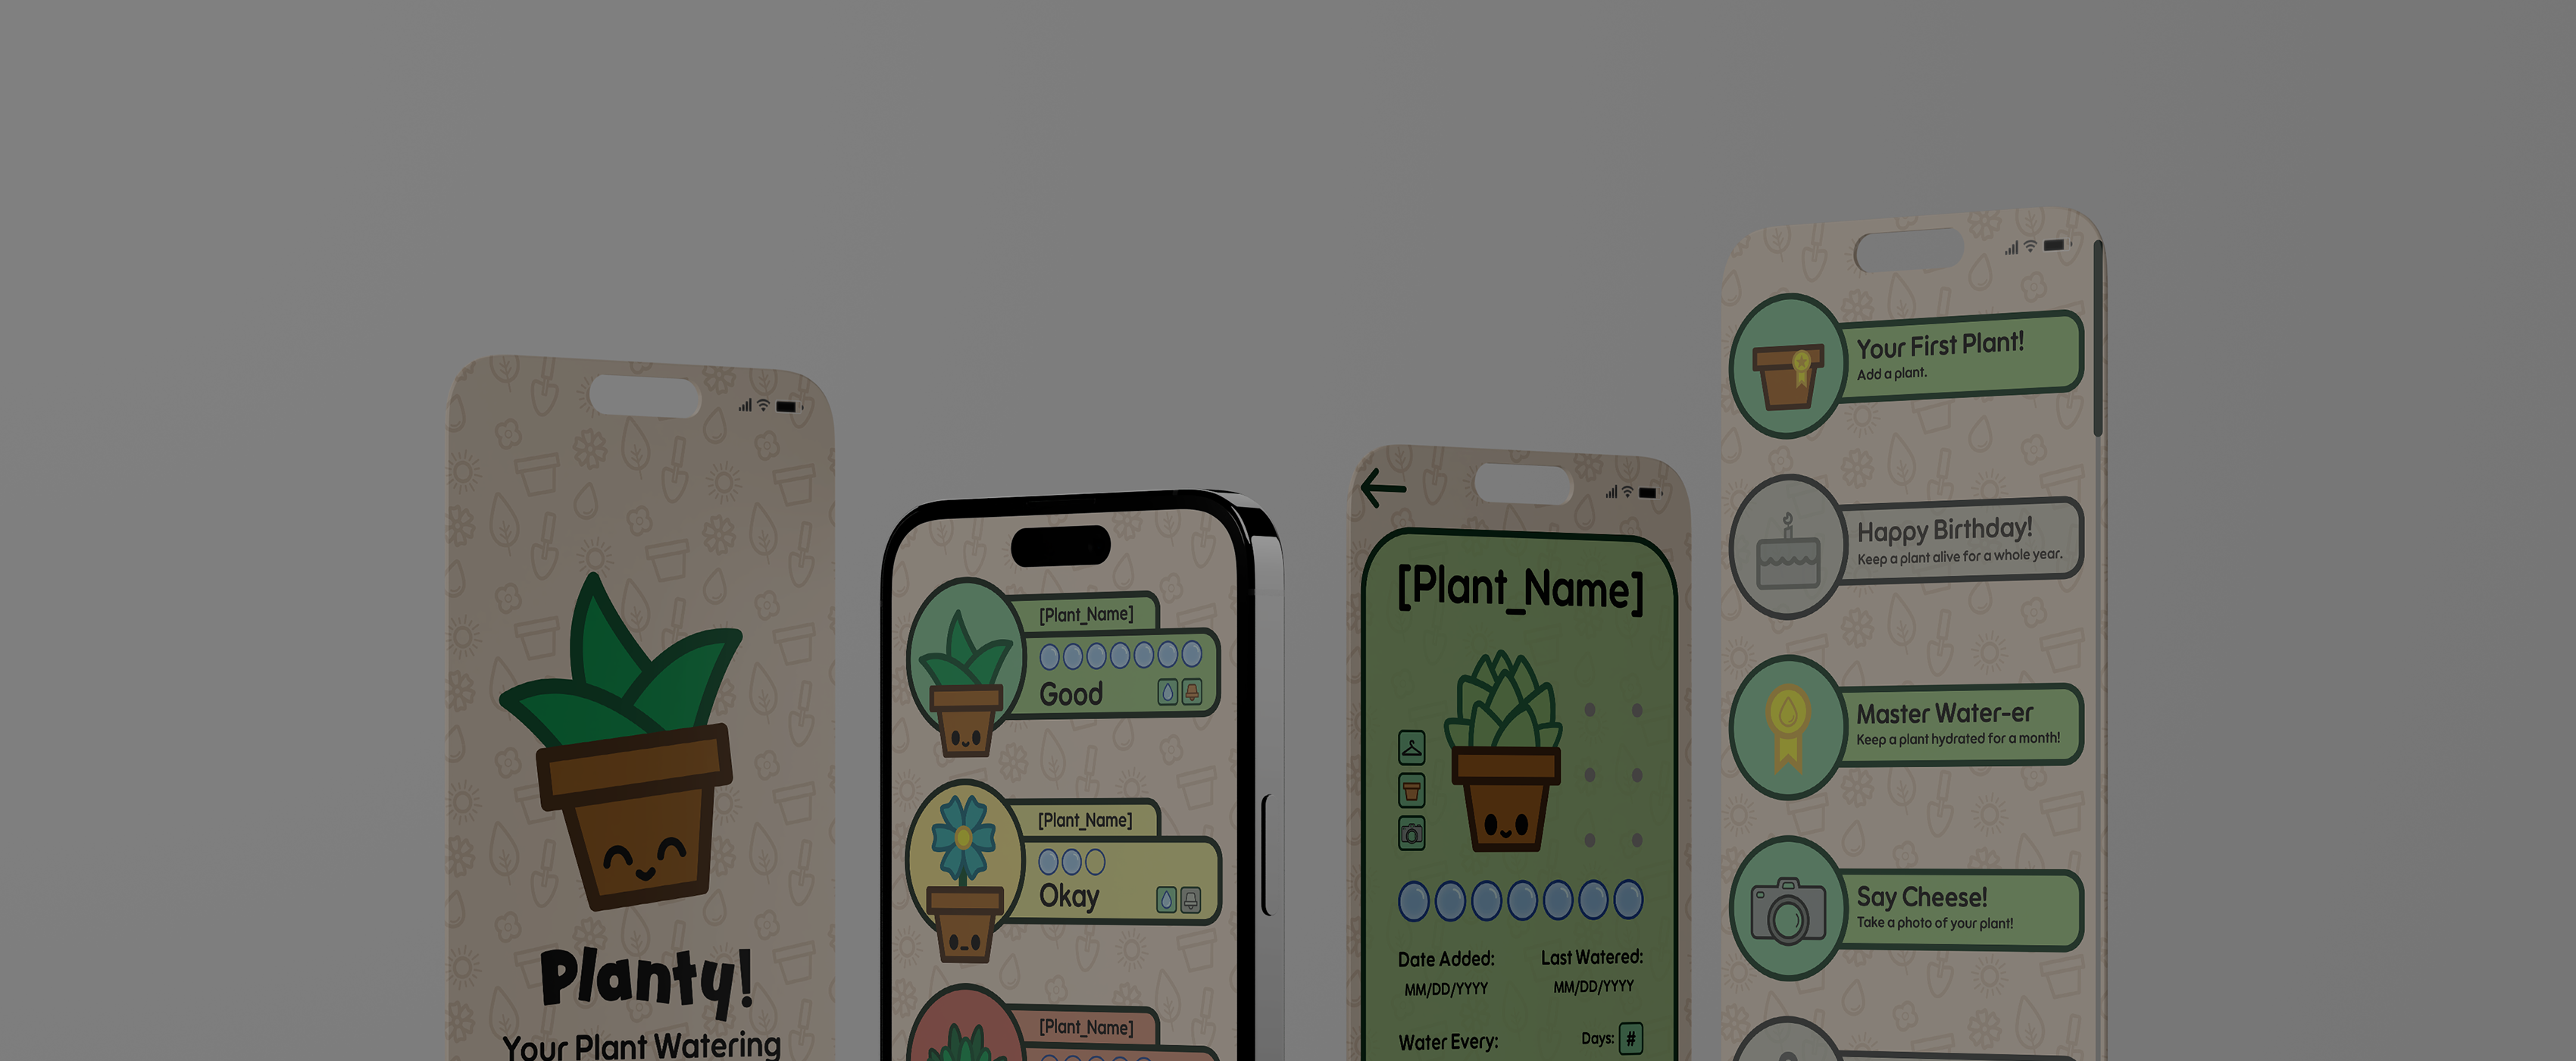 Planty!
Your Plant Watering
[Plant_Name]
Good
[Plant_Name]
Okay
[Plant_Name]
[Plant_Name]
Date Added:
Last Watered:
MM/DD/YYYY
MM/DD/YYYY
Water Every:
Days: #
Your First Plant!
Add a plant.
Happy Birthday!
Keep a plant alive for a whole year.
Master Water-er
Keep a plant hydrated for a month!
Say Cheese!
Take a photo of your plant!